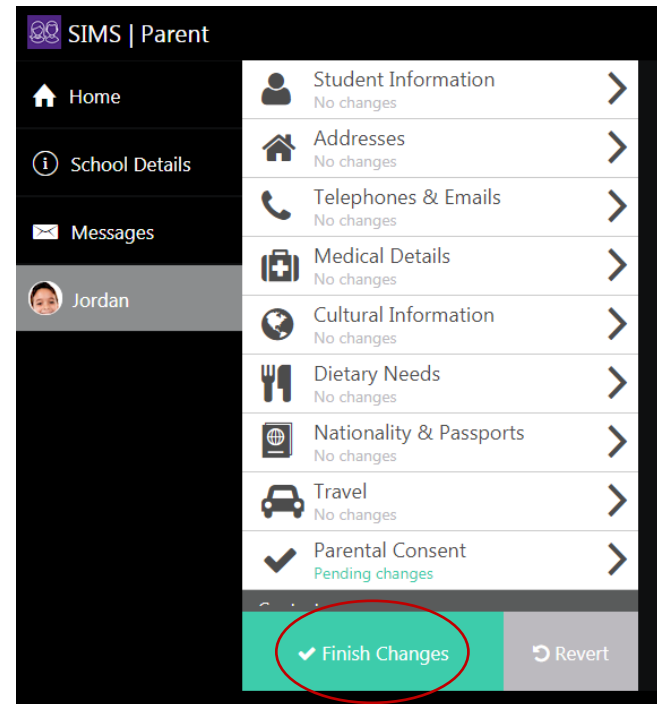 SIMS | Parent
Home
School Details
Messages
Jordan
Student Information
No changes
Addresses
No changes
Telephones & Emails
No changes
Medical Details
No changes
Cultural Information
No changes
Dietary Needs
No changes
Nationality & Passports
No changes
Travel
No changes
Parental Consent
Pending changes
Finish Changes
Revert